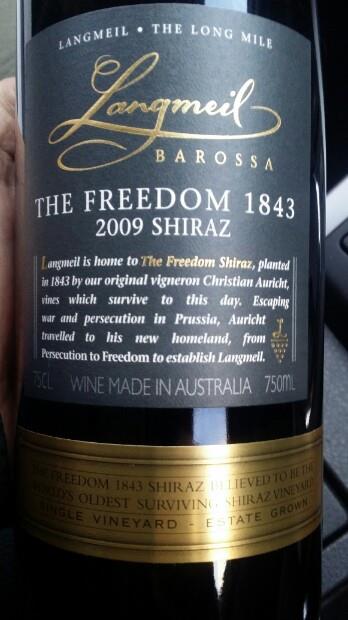 LANGMEIL • THE LONG MILE
Langmeil
BAROSSA
THE FREEDOM 1843
2009 SHIRAZ
Langmeil is home to The Freedom Shiraz, planted
in 1843 by our original vigneron Christian Auricht,
vines which survive to this day. Escaping
war and persecution in Prussia, Auricht
travelled to his new homeland, from
Persecution to Freedom to establish Langmeil.
75cL WINE MADE IN AUSTRALIA 750mL
THE FREEDOM 1843 SHIRAZ BELIEVED TO BE THE
WORLD'S OLDEST SURVIVING SHIRAZ VINEYARD
SINGLE VINEYARD - ESTATE GROWN